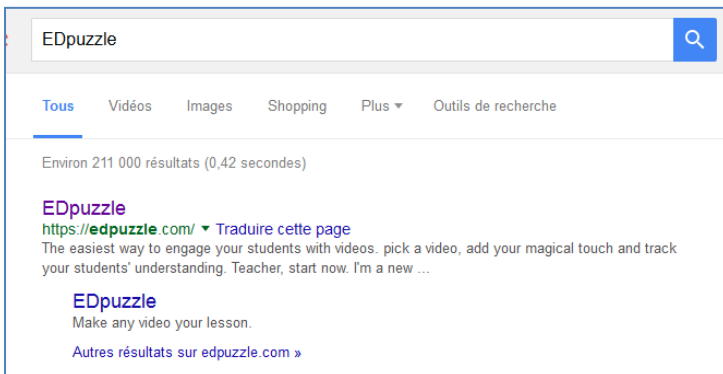 EDpuzzle
Tous Vidéos Images Shopping Plus Outils de recherche
Environ 211 000 résultats (0,42 secondes)
EDpuzzle
https://edpuzzle.com/ Traduire cette page
The easiest way to engage your students with videos. pick a video, add your magical touch and track
your students' understanding. Teacher, start now. I'm a new ...
EDpuzzle
Make any video your lesson.
Autres résultats sur edpuzzle.com »